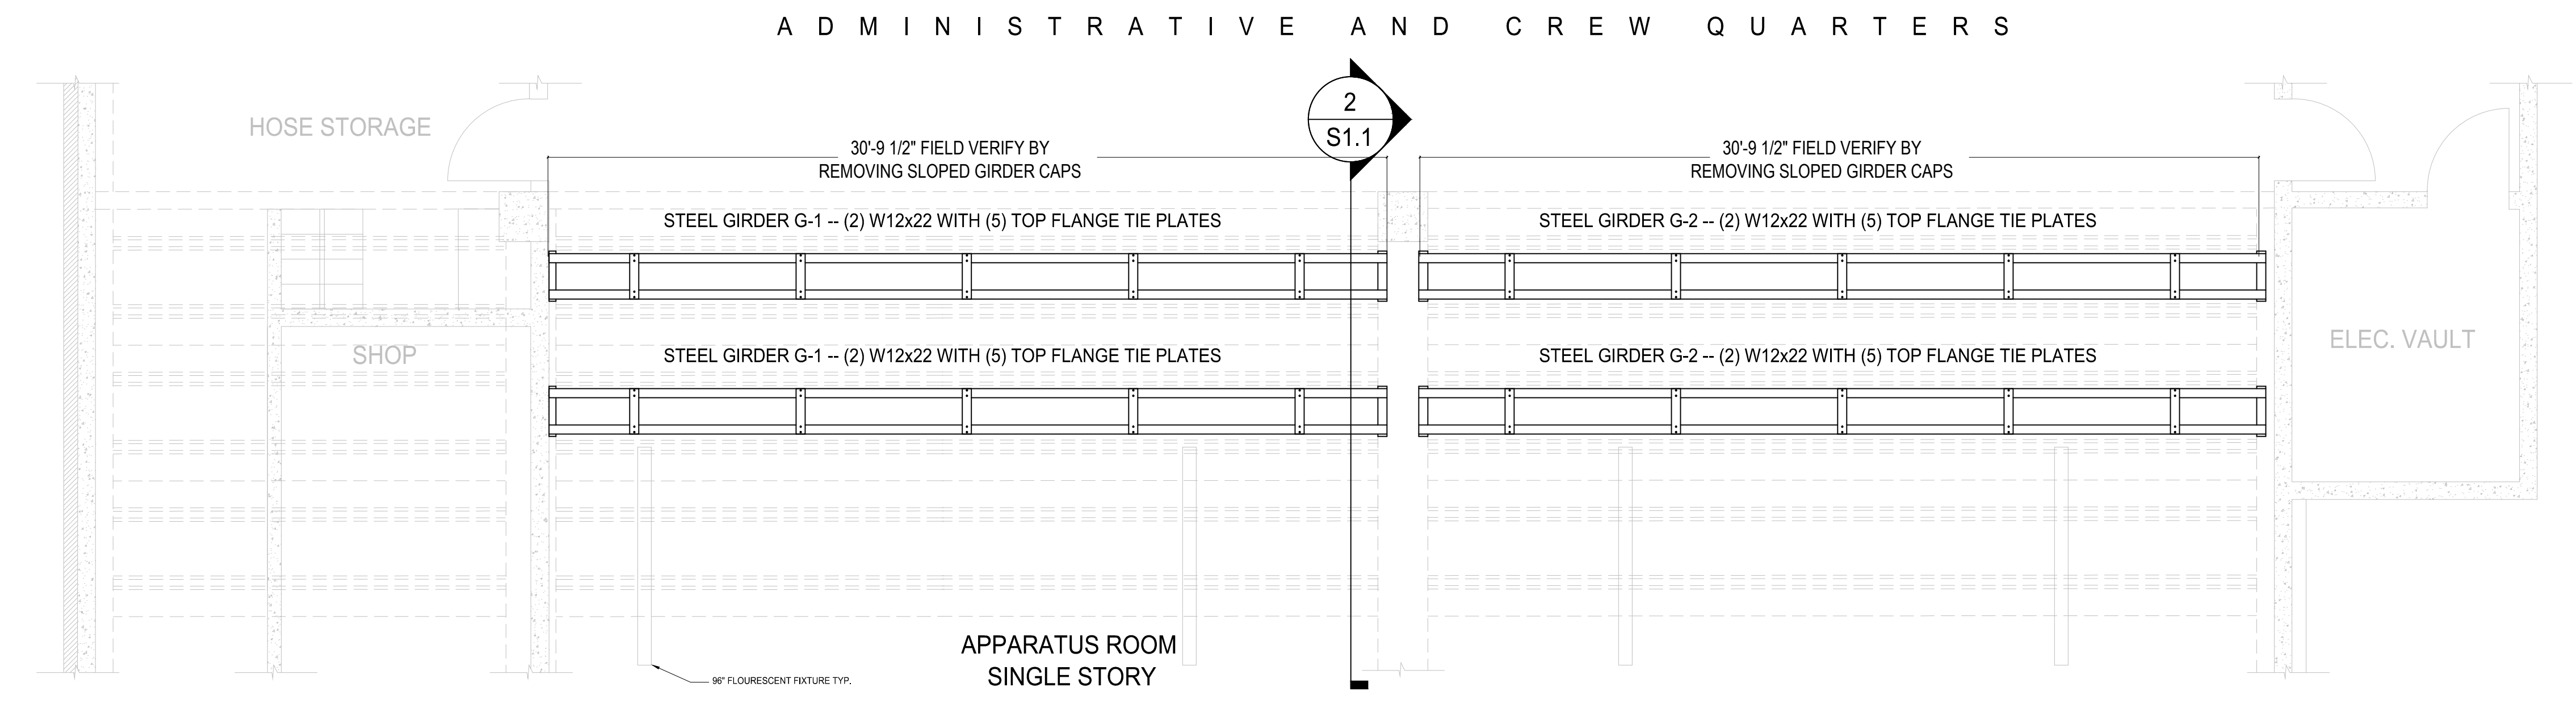 ADMINISTRATIVE AND CREW QUARTERS
HOSE STORAGE
2
S1.1
30'-9 1/2" FIELD VERIFY BY
REMOVING SLOPED GIRDER CAPS
30'-9 1/2" FIELD VERIFY BY
REMOVING SLOPED GIRDER CAPS
STEEL GIRDER G-1 -- (2) W12x22 WITH (5) TOP FLANGE TIE PLATES
STEEL GIRDER G-2 -- (2) W12x22 WITH (5) TOP FLANGE TIE PLATES
SHOP
STEEL GIRDER G-1 -- (2) W12x22 WITH (5) TOP FLANGE TIE PLATES
STEEL GIRDER G-2 -- (2) W12x22 WITH (5) TOP FLANGE TIE PLATES
ELEC. VAULT
APPARATUS ROOM
SINGLE STORY
96" FLOURESCENT FIXTURE TYP.